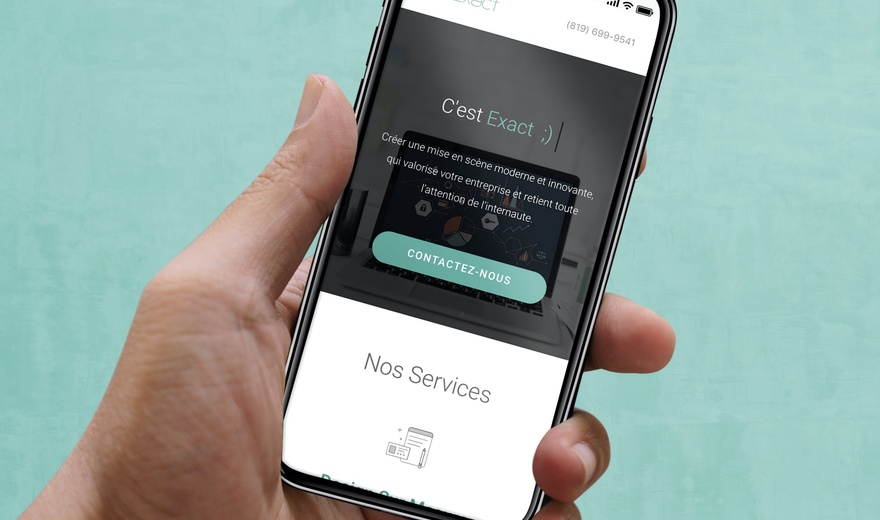 Exact
(819) 699-9541
C'est Exact ;)
Créer une mise en scène moderne et innovante,
qui valorise votre entreprise et retient toute
l'attention de l'internaute.
CONTACTEZ-NOUS
Nos Services